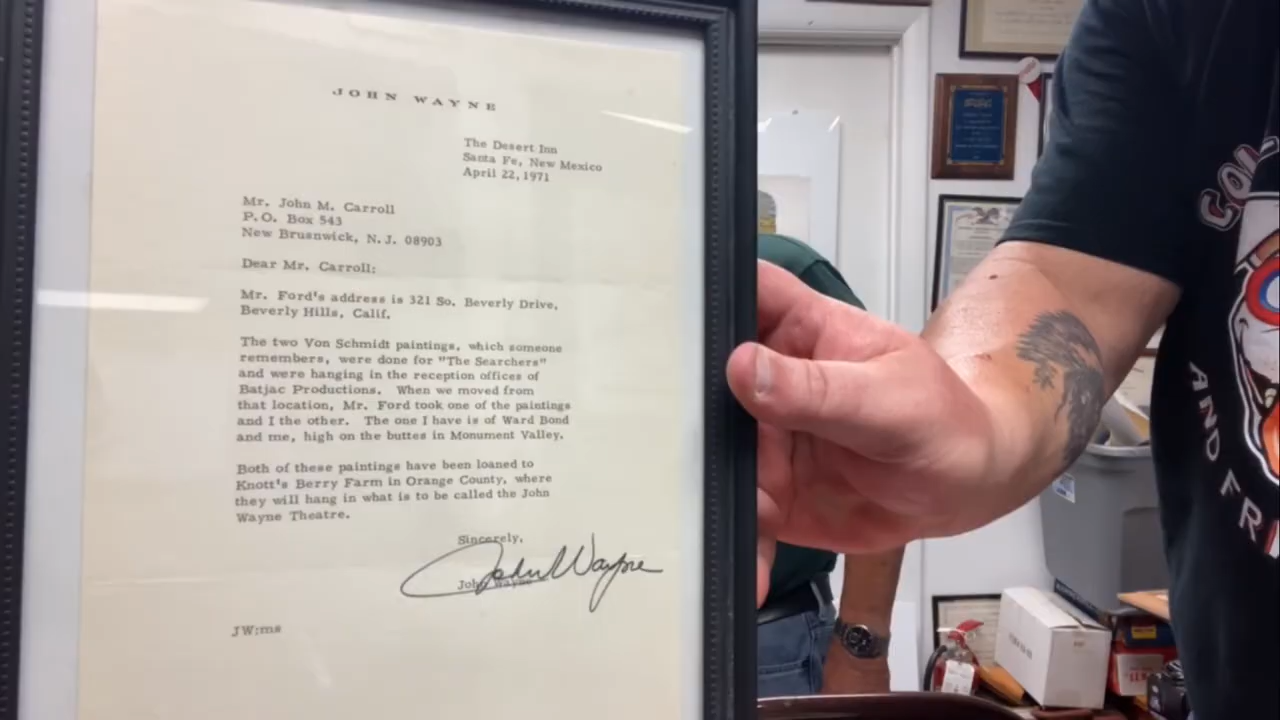 JOHN WAYNE
The Desert Inn
Santa Fe, New Mexico
April 22, 1971
Mr. John M. Carroll
P.O. Box 543
New Brusnwick, N.J. 08903
Dear Mr. Carroll:
Mr. Ford's address is 321 So. Beverly Drive,
Beverly Hills, Calif.
The two Von Schmidt paintings, which someone
remembers, were done for "The Searchers"
and were hanging in the reception offices of
Batjac Productions. When we moved from
that location, Mr. Ford took one of the paintings
and I the other. The one I have is of Ward Bond
and me, high on the buttes in Monument Valley.
Both of these paintings have been loaned to
Knott's Berry Farm in Orange County, where
they will hang in what is to be called the John
Wayne Theatre.
Sincerely,
John Wayne
John Wayne
JW:ms
AND FR